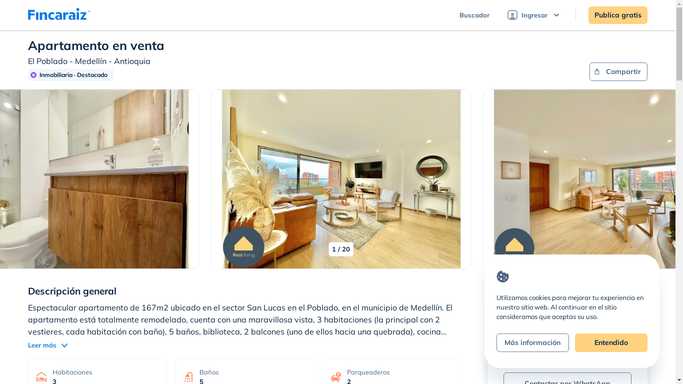 Fincaraiz
Buscador
Ingresar
Publica gratis
Apartamento en venta
El Poblado - Medellín - Antioquia
Inmobiliaria - Destacado
Compartir
1 / 20
Descripción general
Espectacular apartamento de 167m2 ubicado en el sector San Lucas en el Poblado, en el municipio de Medellín. El
apartamento está totalmente remodelado, cuenta con una maravillosa vista, 3 habitaciones (la principal con 2
vestieres, cada habitación con baño), 5 baños, biblioteca, 2 balcones (uno de ellos hacia una quebrada), cocina...
Leer más
Habitaciones
3
Baños
5
Parqueaderos
2
Utilizamos cookies para mejorar tu experiencia en
nuestro sitio web. Al continuar en el sitio
consideramos que aceptas su uso.
Más información
Entendido
Contactar por WhatsApp